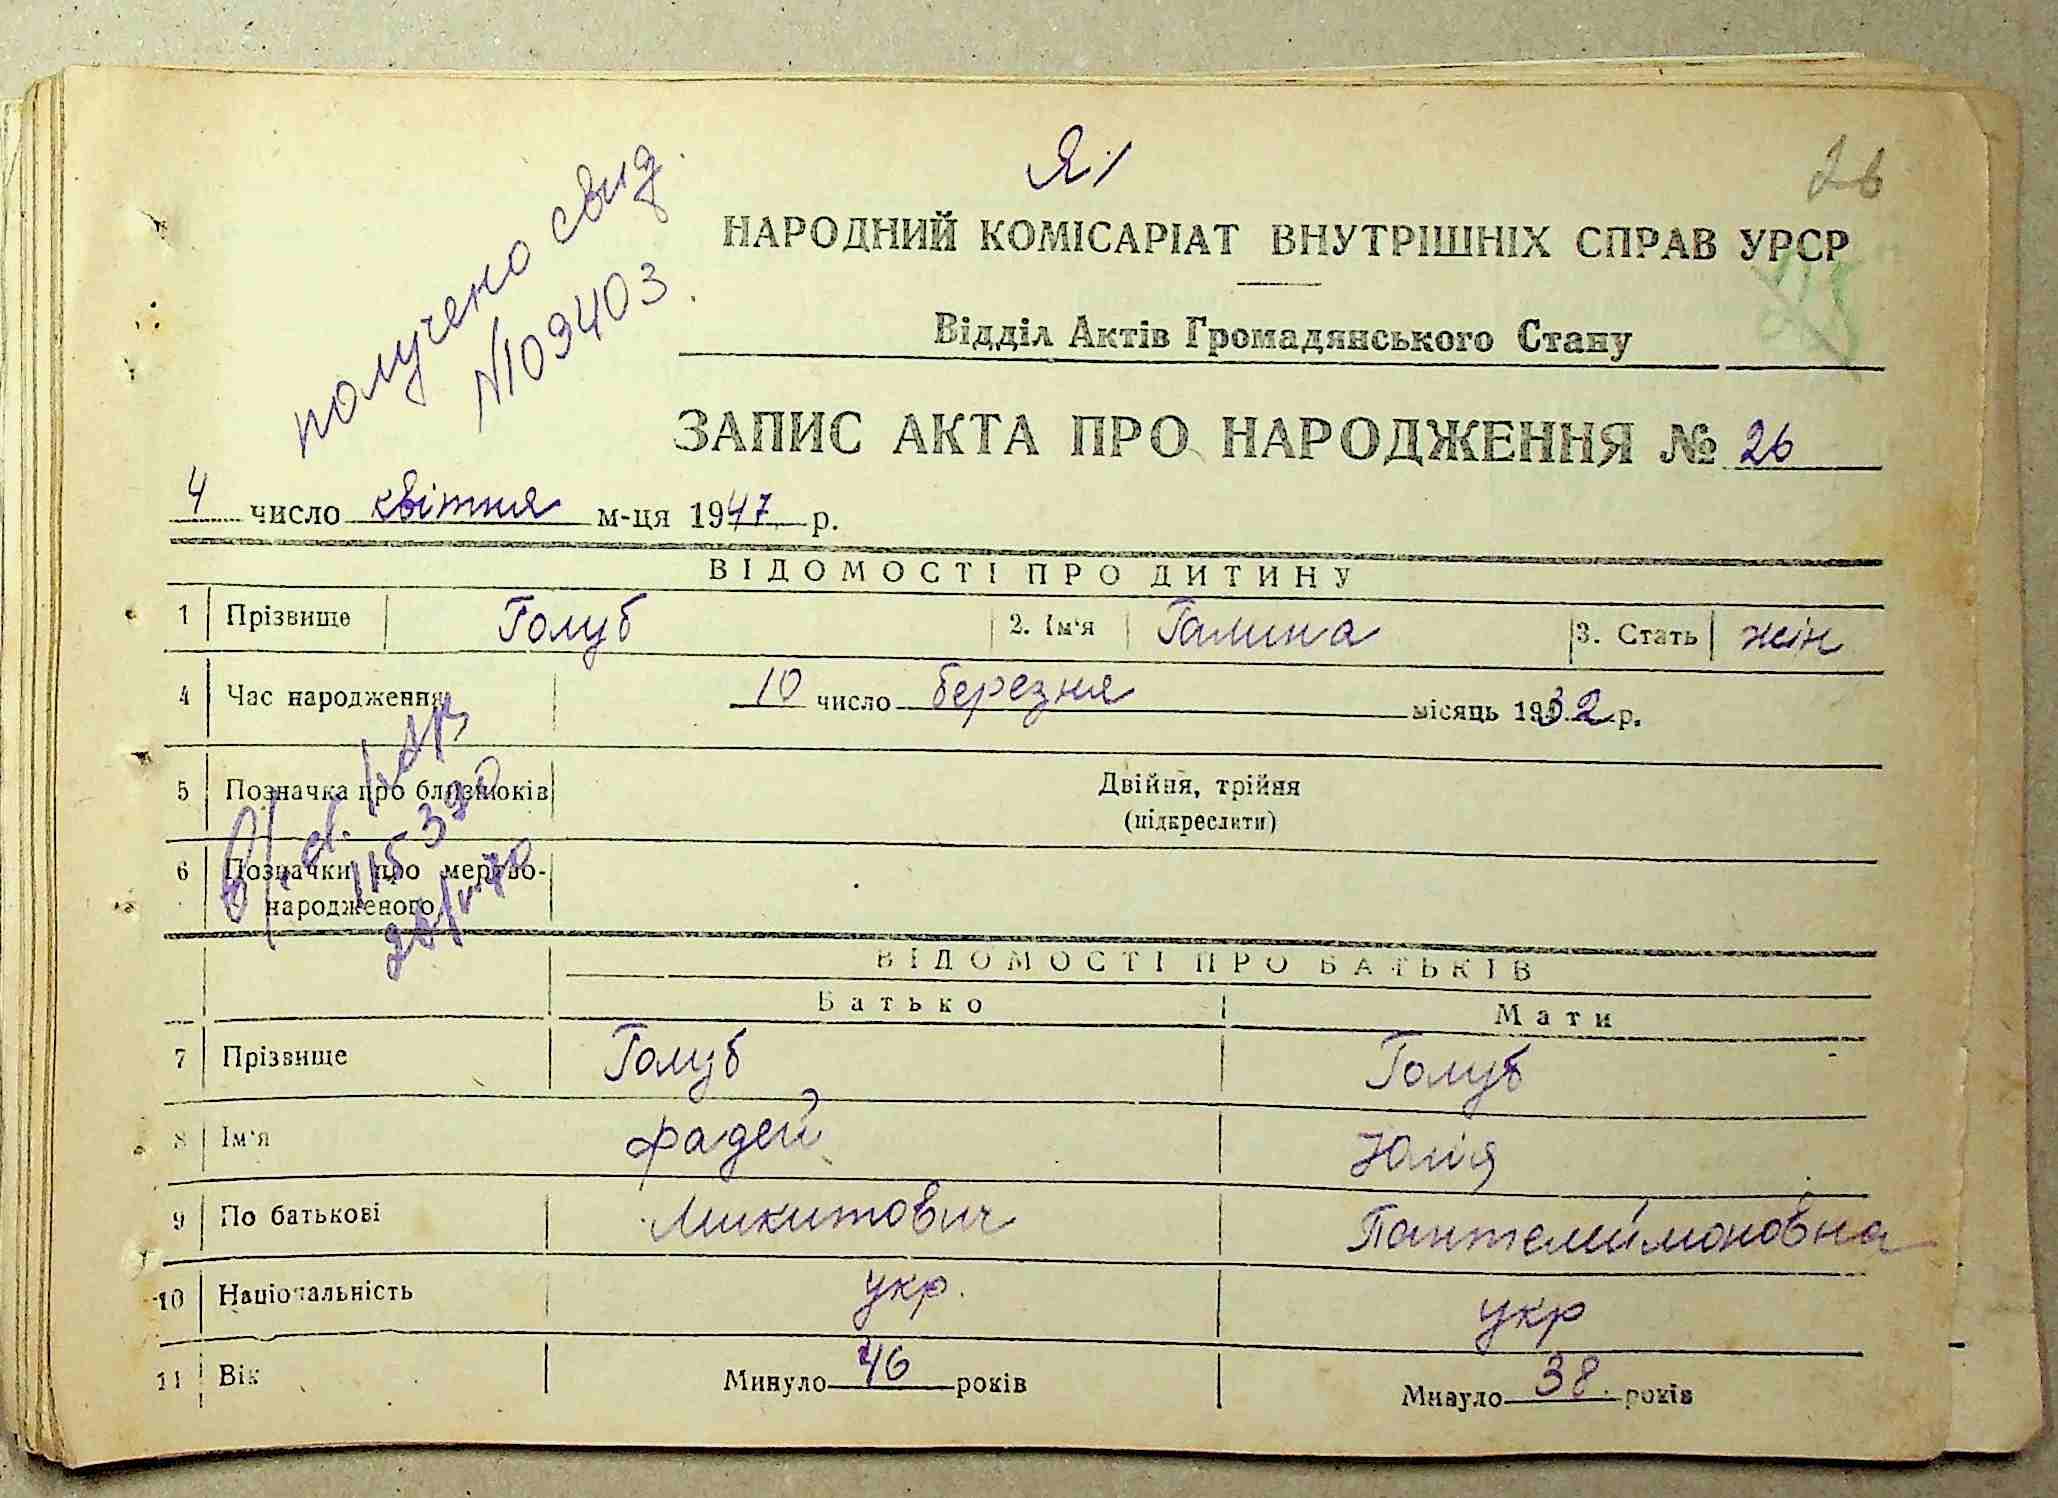 Я/
26
получено свид.
N109403.
НАРОДНИЙ КОМІСАРІАТ ВНУТРІШНІХ СПРАВ УРСР
Відділ Актів Громадянського Стану
ЗАПИС АКТА ПРО НАРОДЖЕННЯ № 26
4 число квітня м-ця 1947 р.
ВІДОМОСТІ ПРО ДИТИНУ
1 Прізвище Голуб 2. Ім'я Галина 3. Стать жін
4 Час народження 10 число березня місяць 1932 р.
5 Позначка про близнюків Двійня, трійня
(підкреслити)
6 Позначки про мертво-
народженого
ВІДОМОСТІ ПРО БАТЬКІВ
Батько Мати
7 Прізвище Голуб Голуб
8 Ім'я Фадей Юлія
9 По батькові Микитович Пантелеймоновна
10 Національність укр. укр
11 Вік Минуло 46 років Минуло 38 років